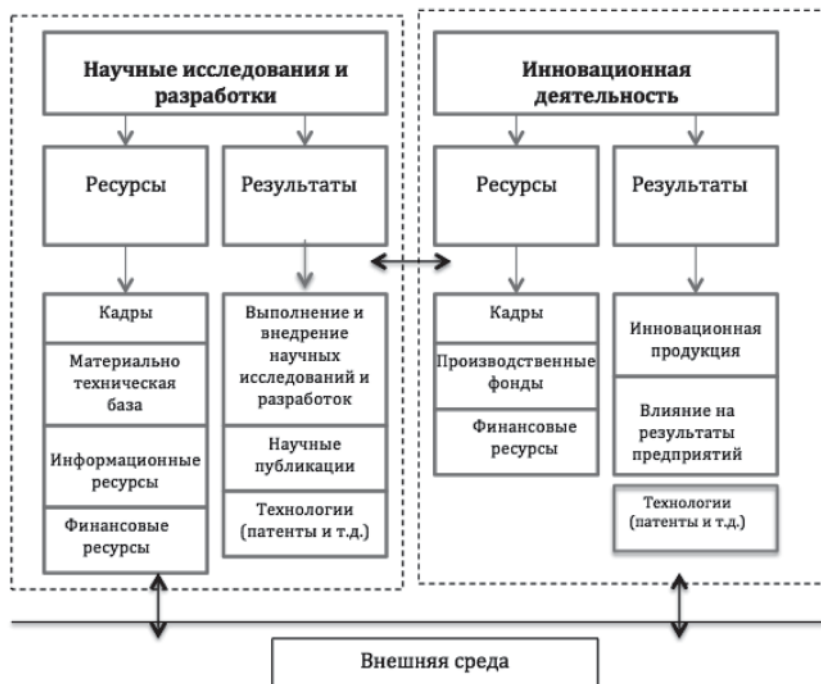 Научные исследования и
разработки
Ресурсы
Результаты
Кадры
Материально
техническая
база
Информационные
ресурсы
Финансовые
ресурсы
Выполнение и
внедрение
научных
исследований и
разработок
Научные
публикации
Технологии
(патенты и т.д.)
Инновационная
деятельность
Ресурсы
Результаты
Кадры
Производственные
фонды
Финансовые
ресурсы
Инновационная
продукция
Влияние на
результаты
предприятий
Технологии
(патенты и т.д.)
Внешняя среда